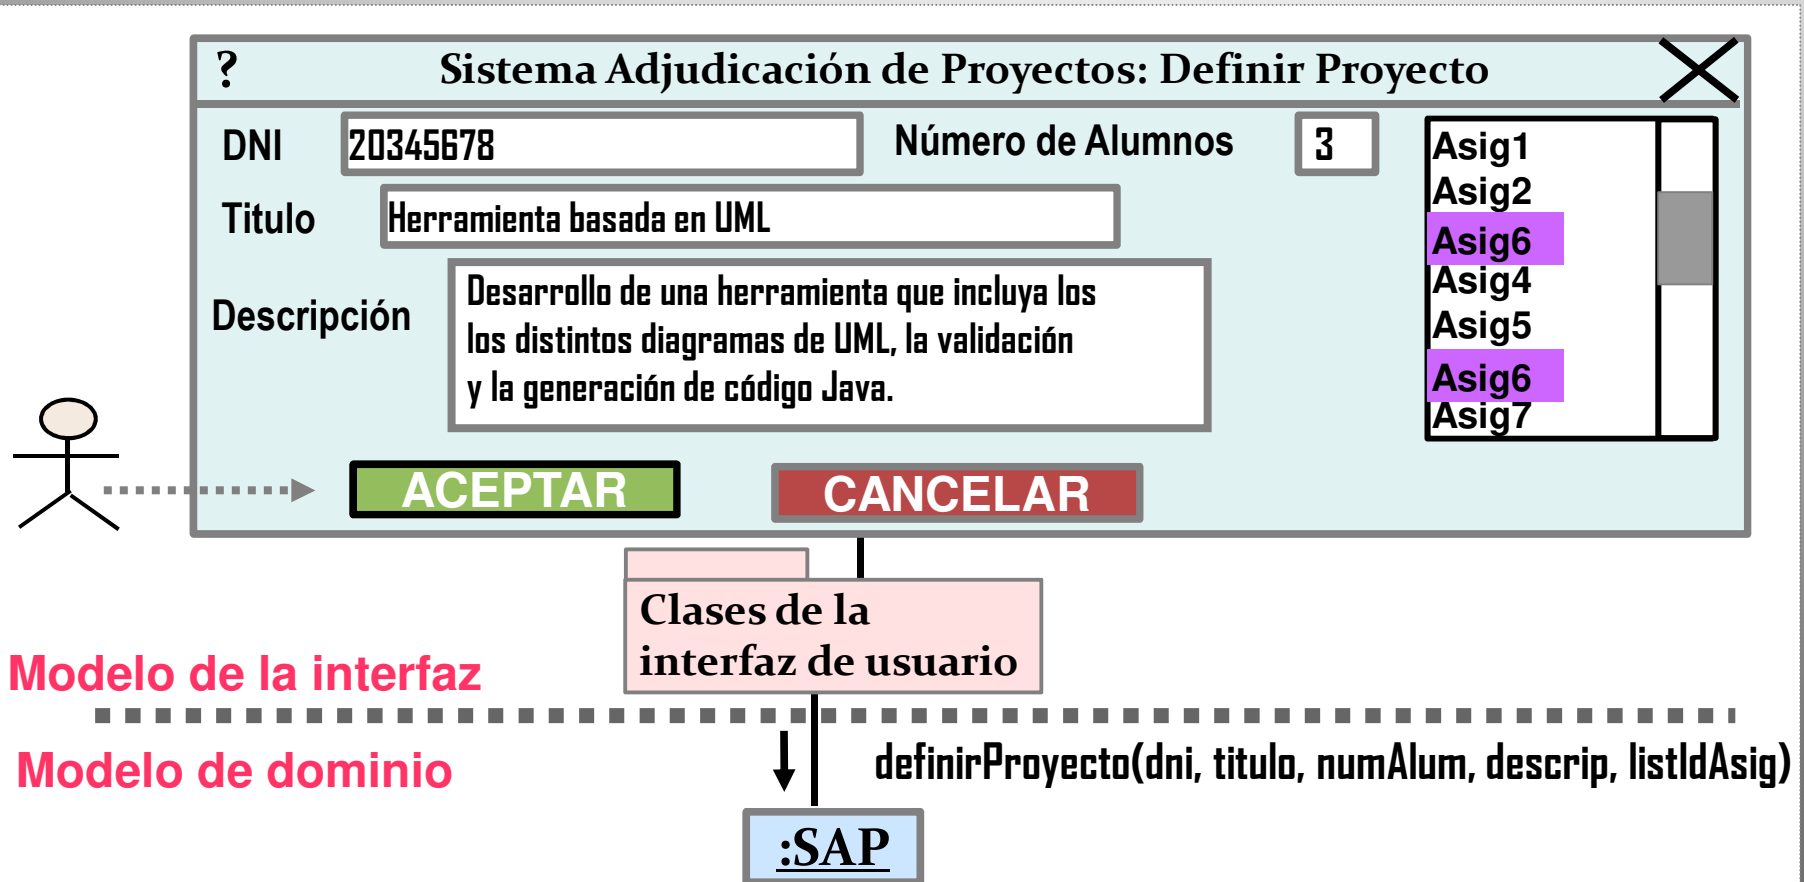 ?
Sistema Adjudicación de Proyectos: Definir Proyecto
DNI
20345678
Número de Alumnos
3
Titulo
Herramienta basada en UML
Descripción
Desarrollo de una herramienta que incluya los
los distintos diagramas de UML, la validación
y la generación de código Java.
Asig1
Asig2
Asig6
Asig4
Asig5
Asig6
Asig7
ACEPTAR
CANCELAR
Clases de la
interfaz de usuario
Modelo de la interfaz
Modelo de dominio
definirProyecto(dni, titulo, numAlum, descrip, listIdAsig)
:SAP